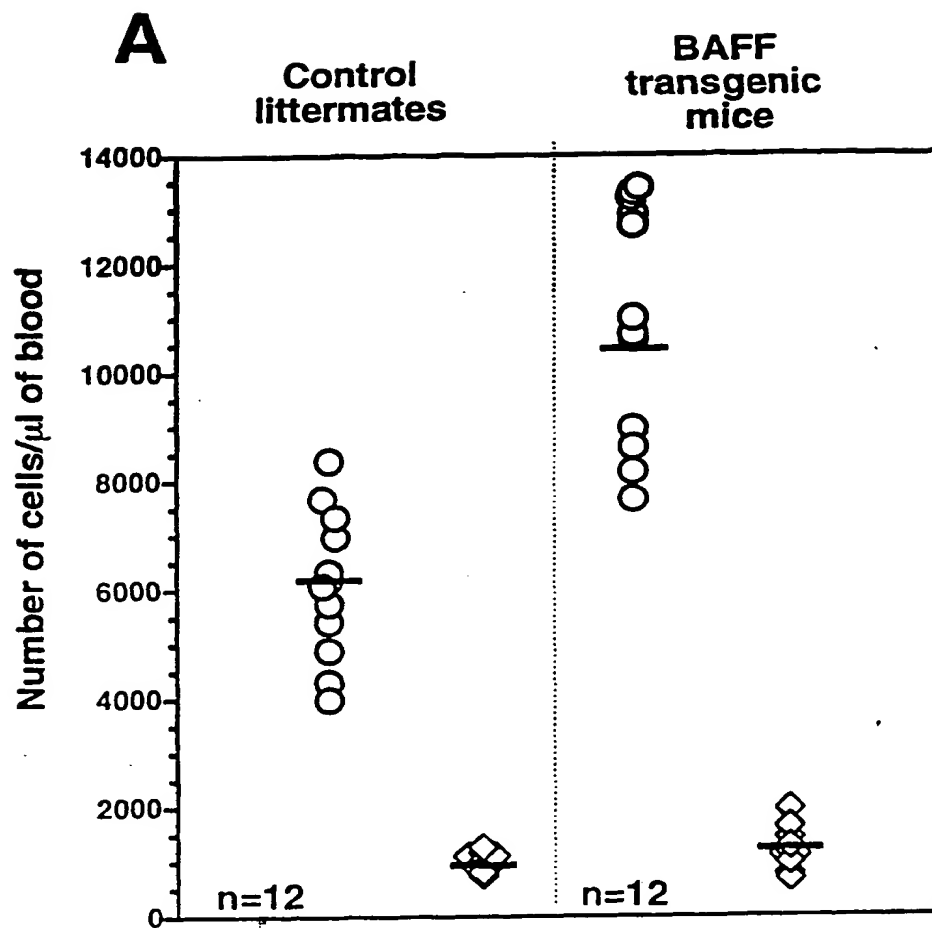 A
Control
littermates
BAFF
transgenic
mice
Number of cells/µl of blood
14000
12000
10000
8000
6000
4000
2000
0
n=12
n=12